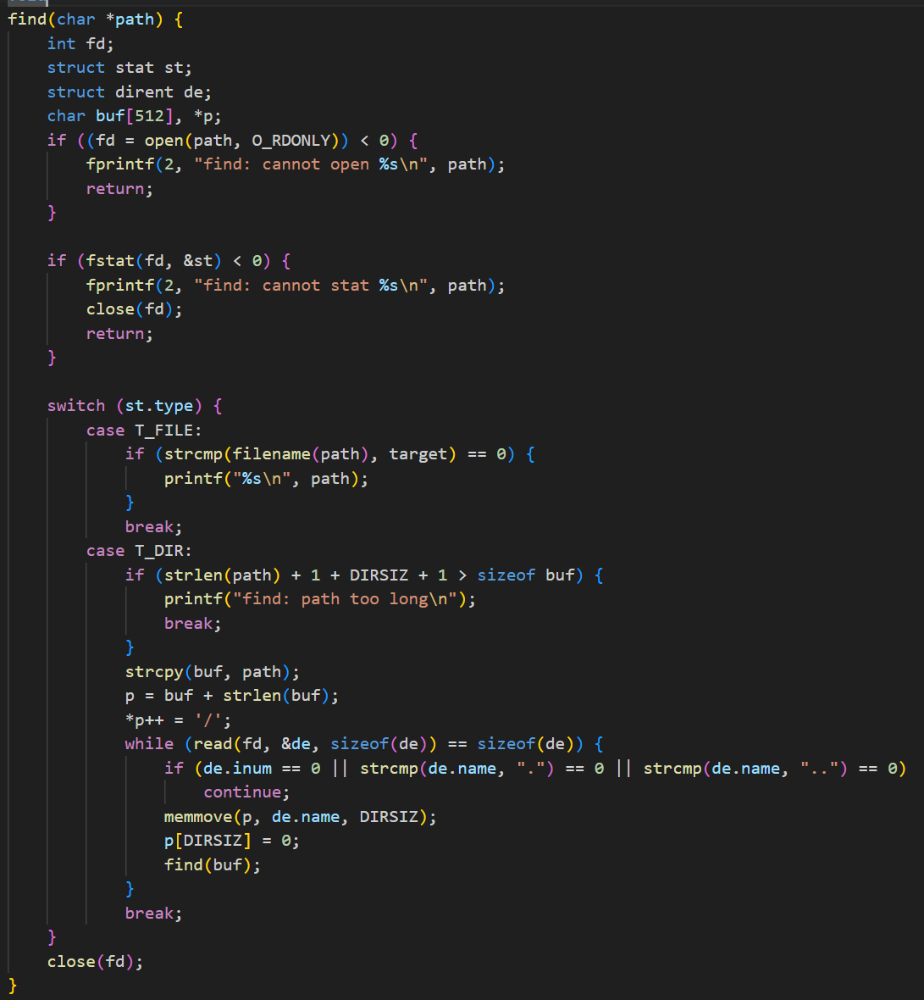 find(char *path) {
    int fd;
    struct stat st;
    struct dirent de;
    char buf[512], *p;
    if ((fd = open(path, O_RDONLY)) < 0) {
        fprintf(2, "find: cannot open %s\n", path);
        return;
    }

    if (fstat(fd, &st) < 0) {
        fprintf(2, "find: cannot stat %s\n", path);
        close(fd);
        return;
    }

    switch (st.type) {
        case T_FILE:
            if (strcmp(filename(path), target) == 0) {
                printf("%s\n", path);
            }
            break;
        case T_DIR:
            if (strlen(path) + 1 + DIRSIZ + 1 > sizeof buf) {
                printf("find: path too long\n");
                break;
            }
            strcpy(buf, path);
            p = buf + strlen(buf);
            *p++ = '/';
            while (read(fd, &de, sizeof(de)) == sizeof(de)) {
                if (de.inum == 0 || strcmp(de.name, ".") == 0 || strcmp(de.name, "..") == 0)
                    continue;
                memmove(p, de.name, DIRSIZ);
                p[DIRSIZ] = 0;
                find(buf);
            }
            break;
    }
    close(fd);
}